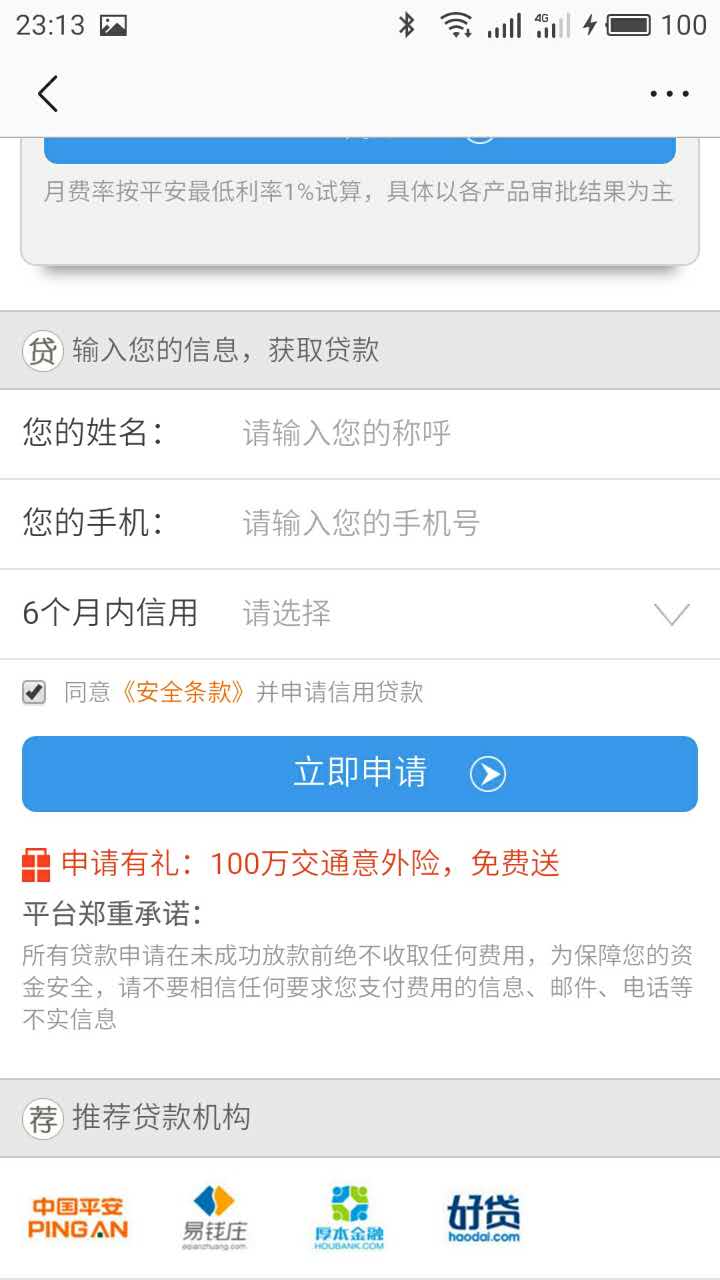 23:13 4G 100
月费率按平安最低利率1%试算，具体以各产品审批结果为主
贷 输入您的信息，获取贷款
您的姓名： 请输入您的称呼
您的手机： 请输入您的手机号
6个月内信用 请选择
同意《安全条款》并申请信用贷款
立即申请
申请有礼：100万交通意外险，免费送
平台郑重承诺：
所有贷款申请在未成功放款前绝不收取任何费用，为保障您的资
金安全，请不要相信任何要求您支付费用的信息、邮件、电话等
不实信息
荐 推荐贷款机构
中国平安 易钱庄 厚本金融 好贷
PINGAN eqianzhuang.com HOUBANK.COM haodai.com